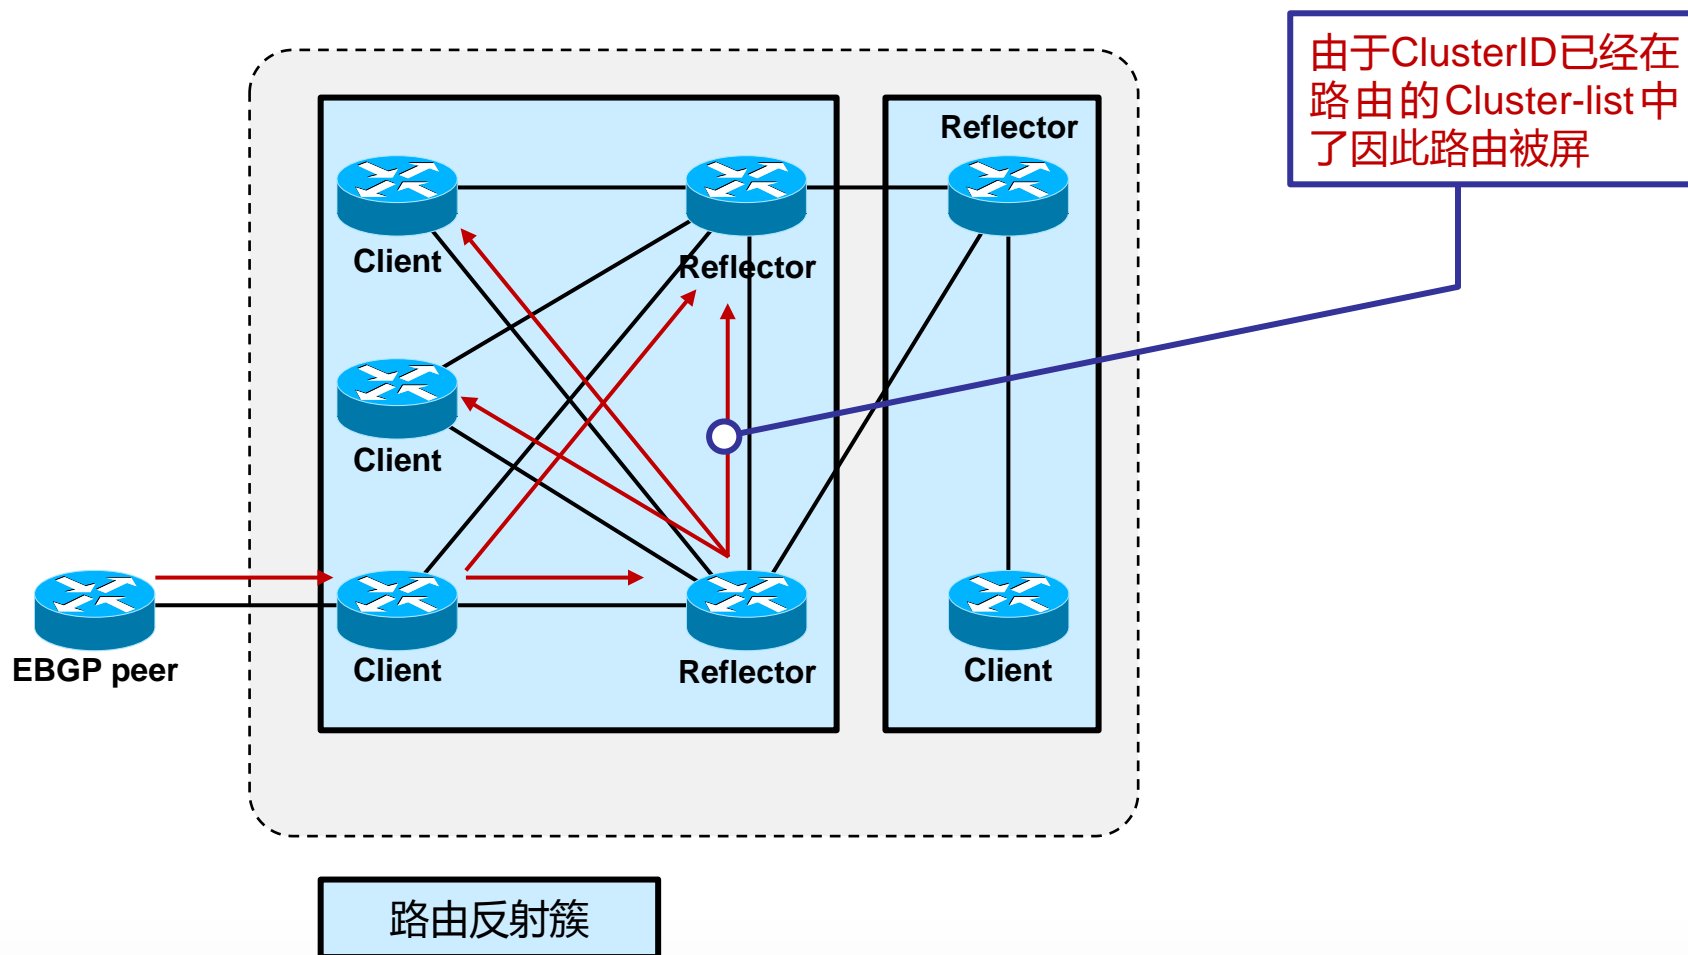 由于ClusterID已经在
路由的Cluster-list中
了因此路由被屏
Reflector
Client
Reflector
Client
EBGP peer
Client
Reflector
Client
路由反射簇